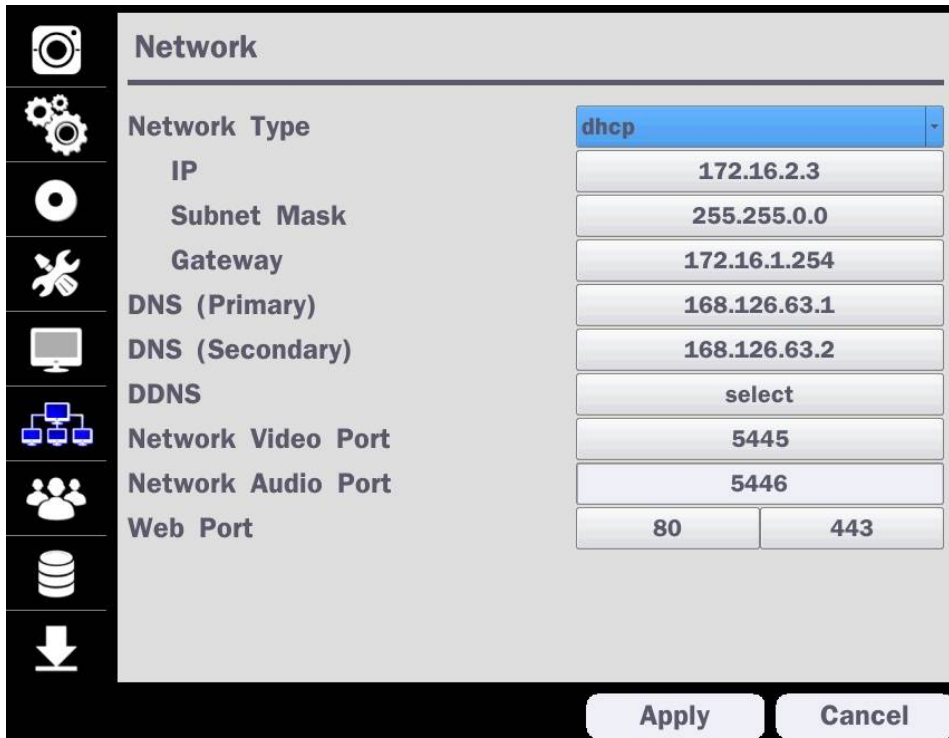 Network
Network Type dhcp
IP 172.16.2.3
Subnet Mask 255.255.0.0
Gateway 172.16.1.254
DNS (Primary) 168.126.63.1
DNS (Secondary) 168.126.63.2
DDNS select
Network Video Port 5445
Network Audio Port 5446
Web Port 80 443
Apply Cancel